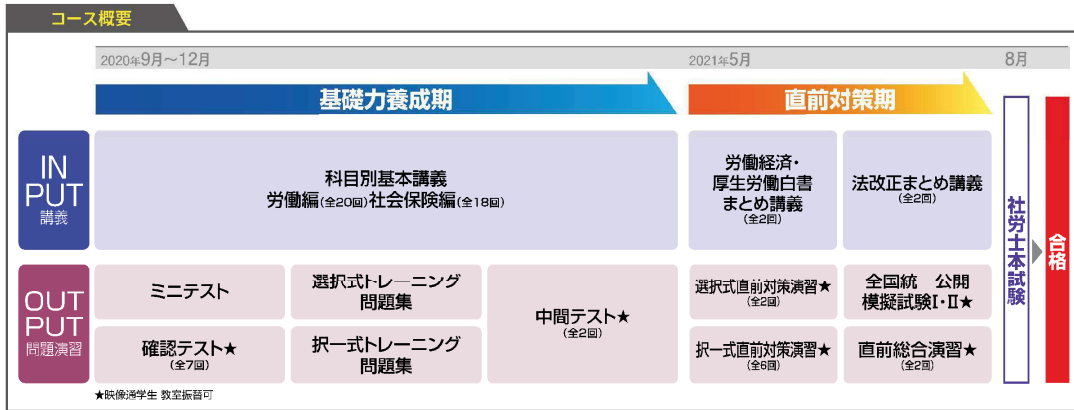 コース概要
2020年9月～12月
2021年5月
8月
基礎力養成期
直前対策期
IN
PUT
講義
科目別基本講義
労働編(全20回)社会保険編(全18回)
労働経済・
厚生労働白書
まとめ講義
(全2回)
法改正まとめ講義
(全2回)
OUT
PUT
問題演習
ミニテスト
選択式トレーニング
問題集
中間テスト★
(全2回)
選択式直前対策演習★
(全2回)
全国統　公開
模擬試験I・II★
確認テスト★
(全7回)
択一式トレーニング
問題集
択一式直前対策演習★
(全6回)
直前総合演習★
(全2回)
社労士本試験
合格
★映像通学生 教室振替可